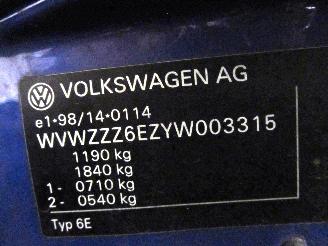 VOLKSWAGEN AG
e1*98/14*0114
WVWZZZ6EZYW003315
1190 kg
1840 kg
1- 0710 kg
2- 0540 kg
Typ 6E